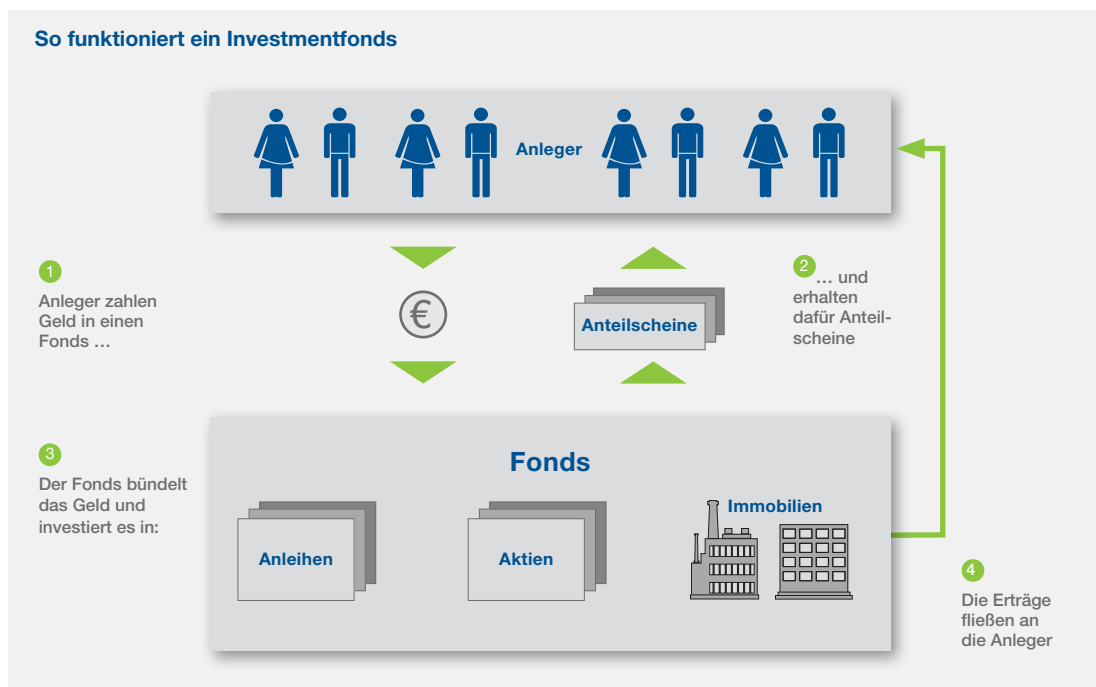 So funktioniert ein Investmentfonds
Anleger
1
Anleger zahlen
Geld in einen
Fonds …
€
Anteilscheine
2
… und
erhalten
dafür Anteil-
scheine
3
Der Fonds bündelt
das Geld und
investiert es in:
Fonds
Anleihen
Aktien
Immobilien
4
Die Erträge
fließen an
die Anleger